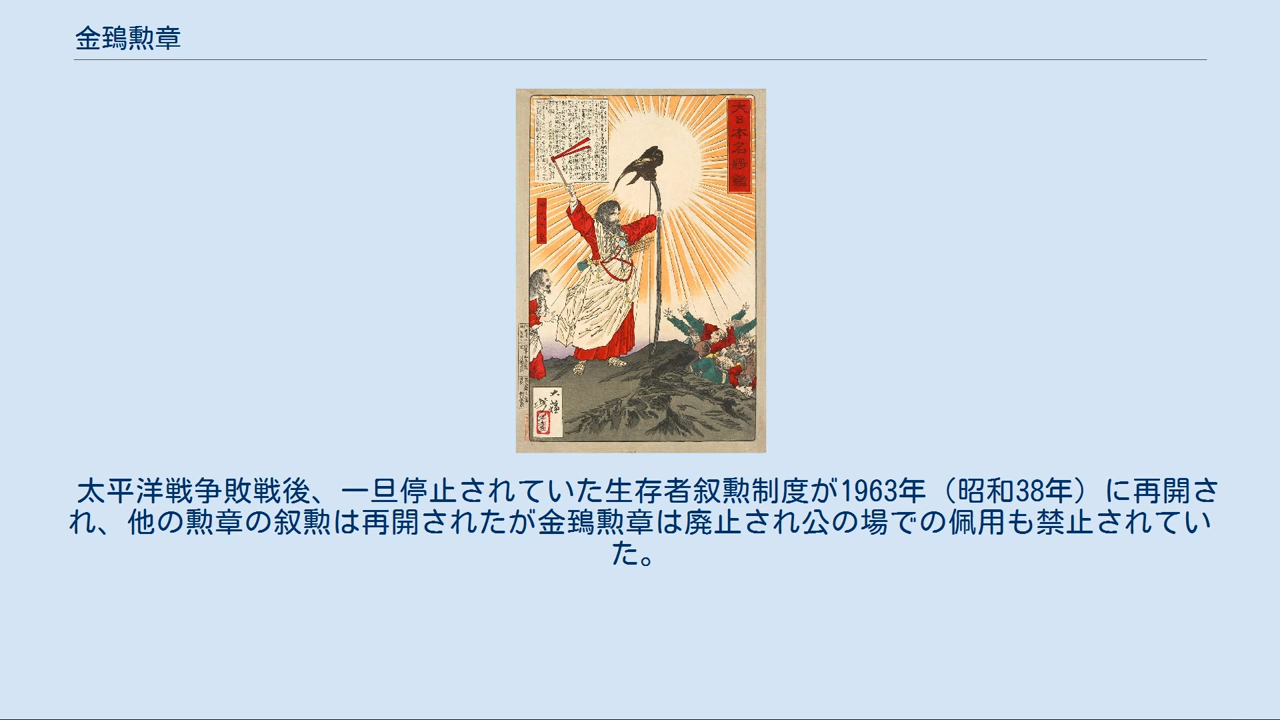 金鵄勲章
大日本名将鑑
太平洋戦争敗戦後、一旦停止されていた生存者叙勲制度が1963年（昭和38年）に再開さ
れ、他の勲章の叙勲は再開されたが金鵄勲章は廃止され公の場での佩用も禁止されてい
た。